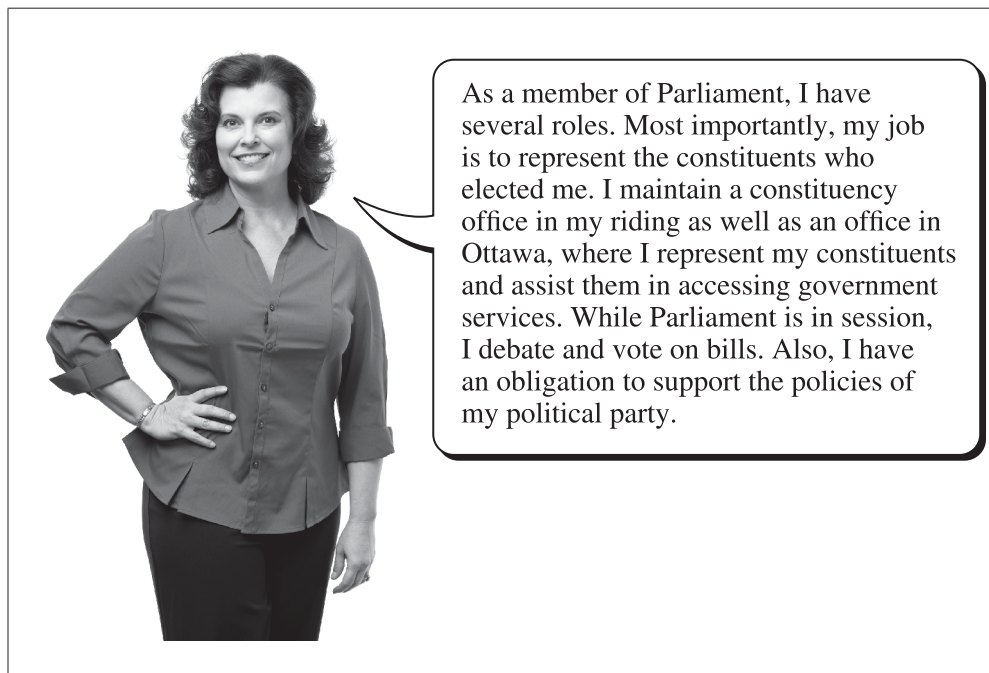 As a member of Parliament, I have
several roles. Most importantly, my job
is to represent the constituents who
elected me. I maintain a constituency
office in my riding as well as an office in
Ottawa, where I represent my constituents
and assist them in accessing government
services. While Parliament is in session,
I debate and vote on bills. Also, I have
an obligation to support the policies of
my political party.